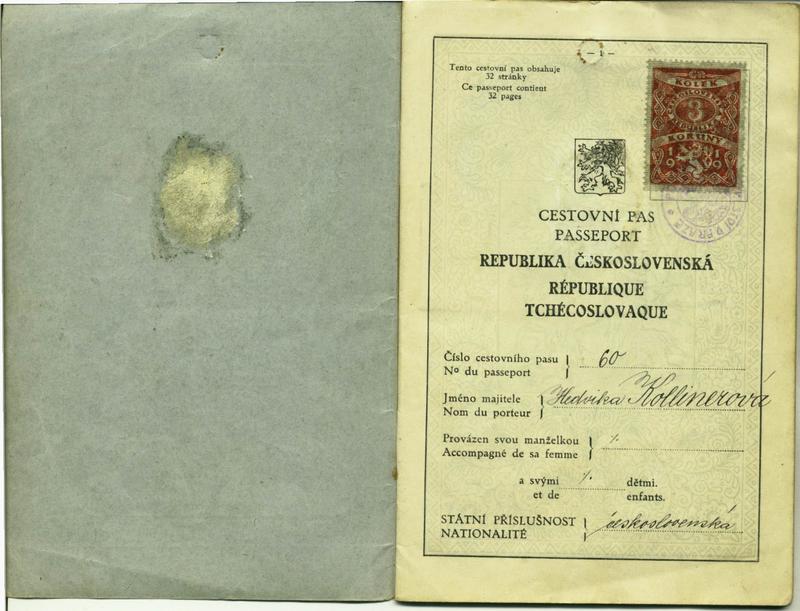 — 1 —
Tento cestovní pas obsahuje
32 stránky
Ce passeport contient
32 pages
KOLEK
3
KORUNY
1919
CESTOVNÍ PAS
PASSEPORT
REPUBLIKA ČESKOSLOVENSKÁ
RÉPUBLIQUE
TCHÉCOSLOVAQUE
Číslo cestovního pasu } 60
No du passeport
Jméno majitele } Hedvika Kollinerová
Nom du porteur
Provázen svou manželkou } ·/.
Accompagné de sa femme
a svými ·/. dětmi.
et de enfants.
STÁTNÍ PŘÍSLUŠNOST } československá
NATIONALITÉ